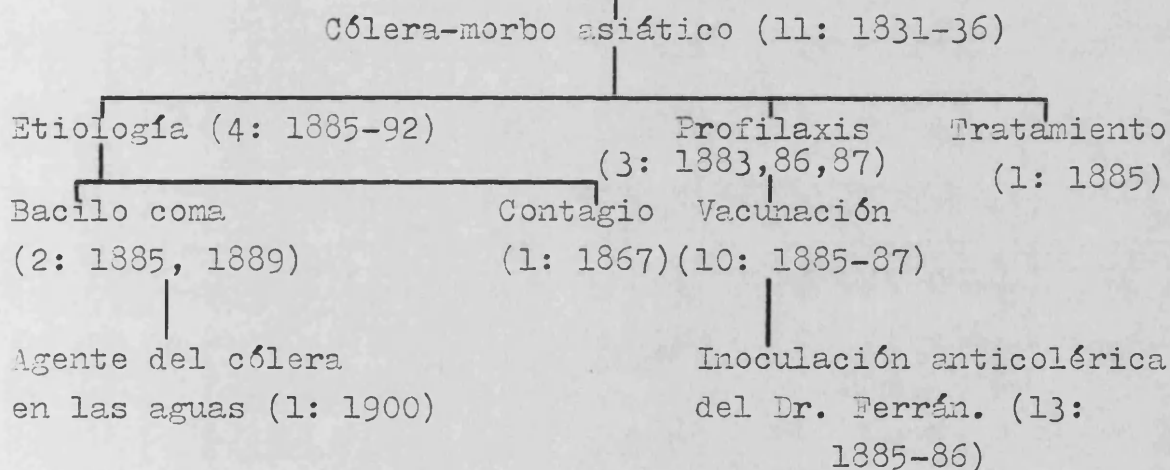 Cólera-morbo asiático (11: 1831-36)
Etiología (4: 1885-92) Profilaxis Tratamiento
(3: 1883,86,87) (1: 1885)
Bacilo coma Contagio Vacunación
(2: 1885, 1889) (1: 1867) (10: 1885-87)
Agente del cólera Inoculación anticolérica
en las aguas (1: 1900) del Dr. Ferrán. (13:
1885-86)